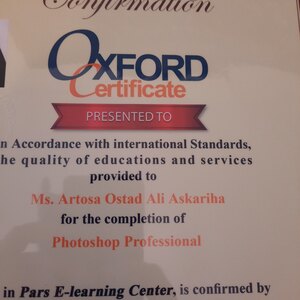 Confirmation
OXFORD
Certificate
PRESENTED TO
n Accordance with international Standards,
he quality of educations and services
provided to
Ms. Artosa Ostad Ali Askariha
for the completion of
Photoshop Professional
in Pars E-learning Center, is confirmed by